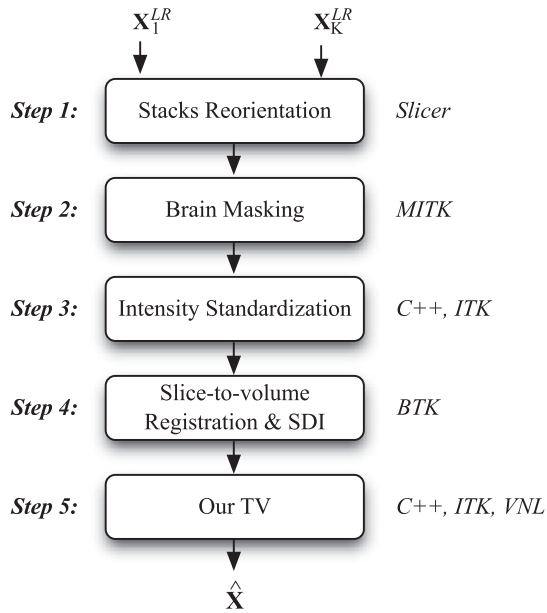 X₁^LR X_K^LR
Step 1: Stacks Reorientation Slicer
Step 2: Brain Masking MITK
Step 3: Intensity Standardization C++, ITK
Step 4: Slice-to-volume Registration & SDI BTK
Step 5: Our TV C++, ITK, VNL
X̂